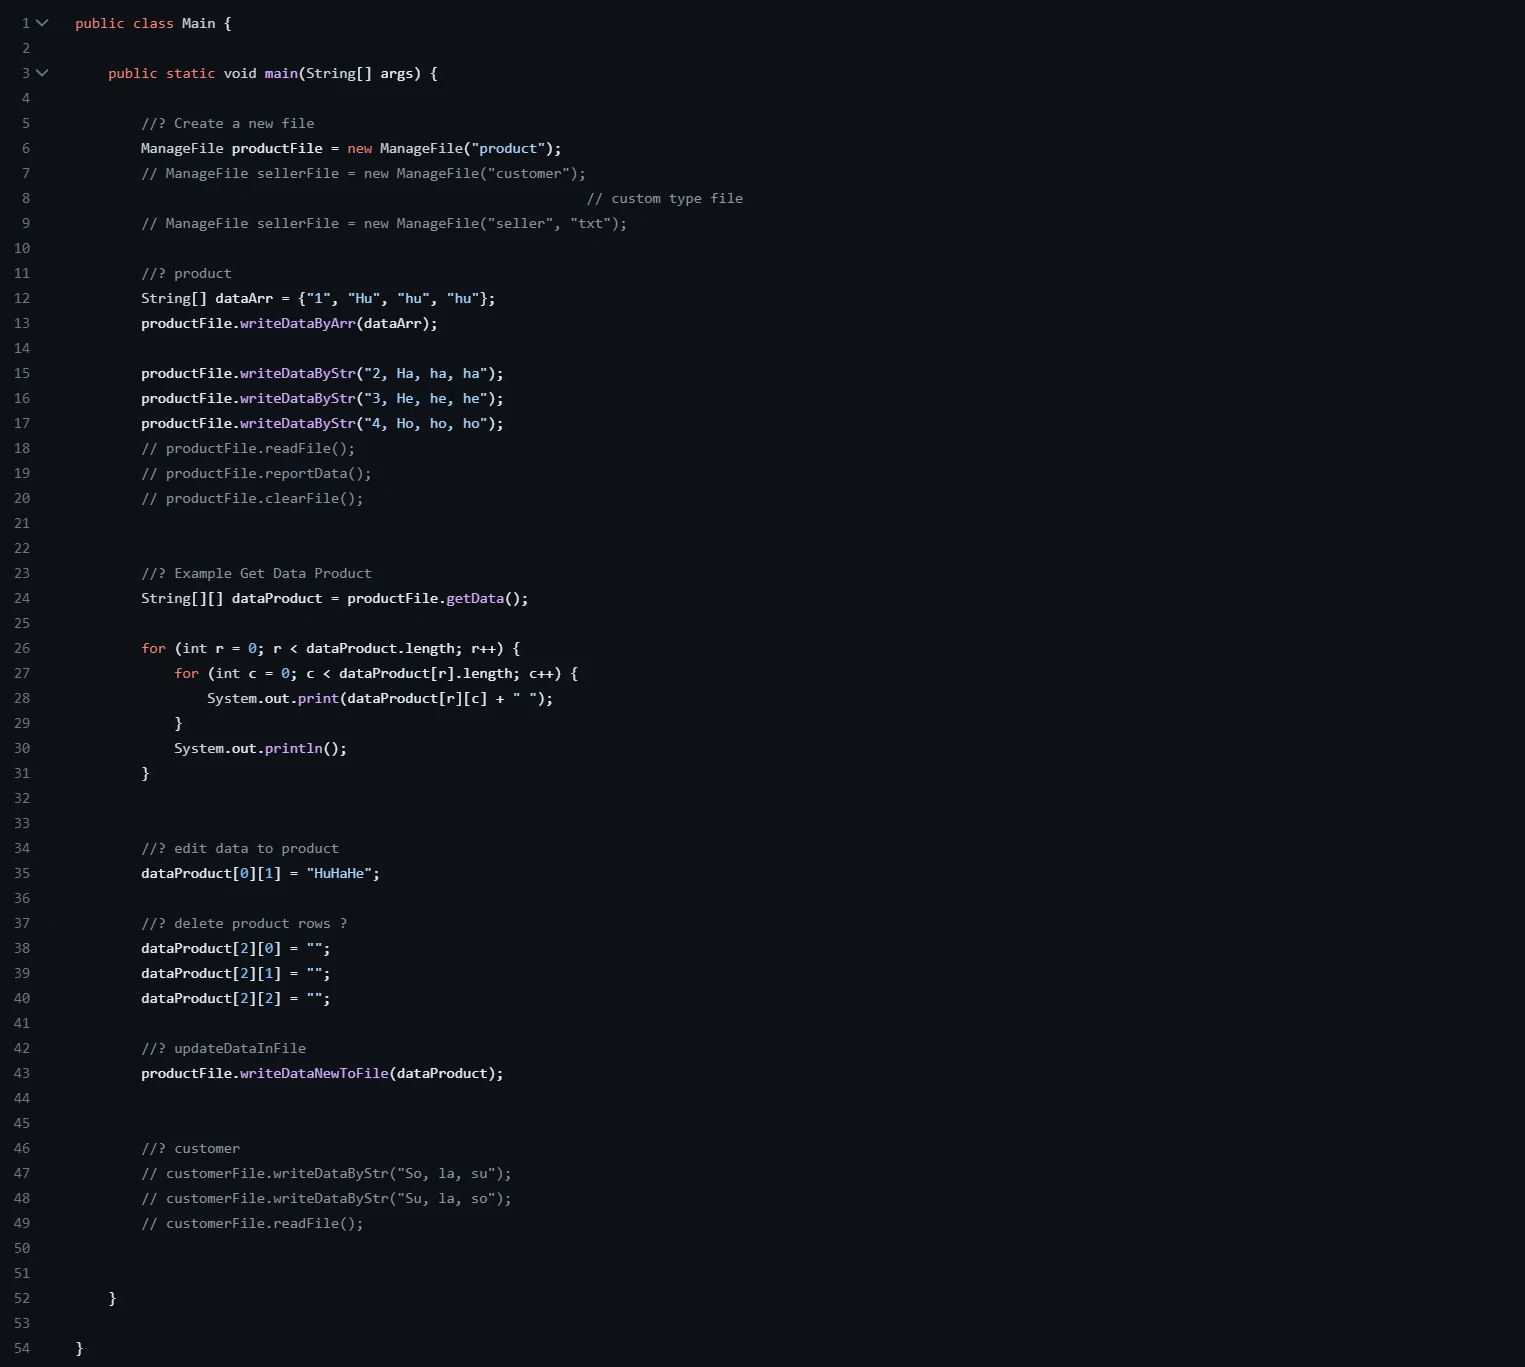 1 public class Main {
2
3 public static void main(String[] args) {
4
5 //? Create a new file
6 ManageFile productFile = new ManageFile("product");
7 // ManageFile sellerFile = new ManageFile("customer");
8 // custom type file
9 // ManageFile sellerFile = new ManageFile("seller", "txt");
10
11 //? product
12 String[] dataArr = {"1", "Hu", "hu", "hu"};
13 productFile.writeDataByArr(dataArr);
14
15 productFile.writeDataByStr("2, Ha, ha, ha");
16 productFile.writeDataByStr("3, He, he, he");
17 productFile.writeDataByStr("4, Ho, ho, ho");
18 // productFile.readFile();
19 // productFile.reportData();
20 // productFile.clearFile();
21
22
23 //? Example Get Data Product
24 String[][] dataProduct = productFile.getData();
25
26 for (int r = 0; r < dataProduct.length; r++) {
27 for (int c = 0; c < dataProduct[r].length; c++) {
28 System.out.print(dataProduct[r][c] + " ");
29 }
30 System.out.println();
31 }
32
33
34 //? edit data to product
35 dataProduct[0][1] = "HuHaHe";
36
37 //? delete product rows ?
38 dataProduct[2][0] = "";
39 dataProduct[2][1] = "";
40 dataProduct[2][2] = "";
41
42 //? updateDataInFile
43 productFile.writeDataNewToFile(dataProduct);
44
45
46 //? customer
47 // customerFile.writeDataByStr("So, la, su");
48 // customerFile.writeDataByStr("Su, la, so");
49 // customerFile.readFile();
50
51
52 }
53
54 }